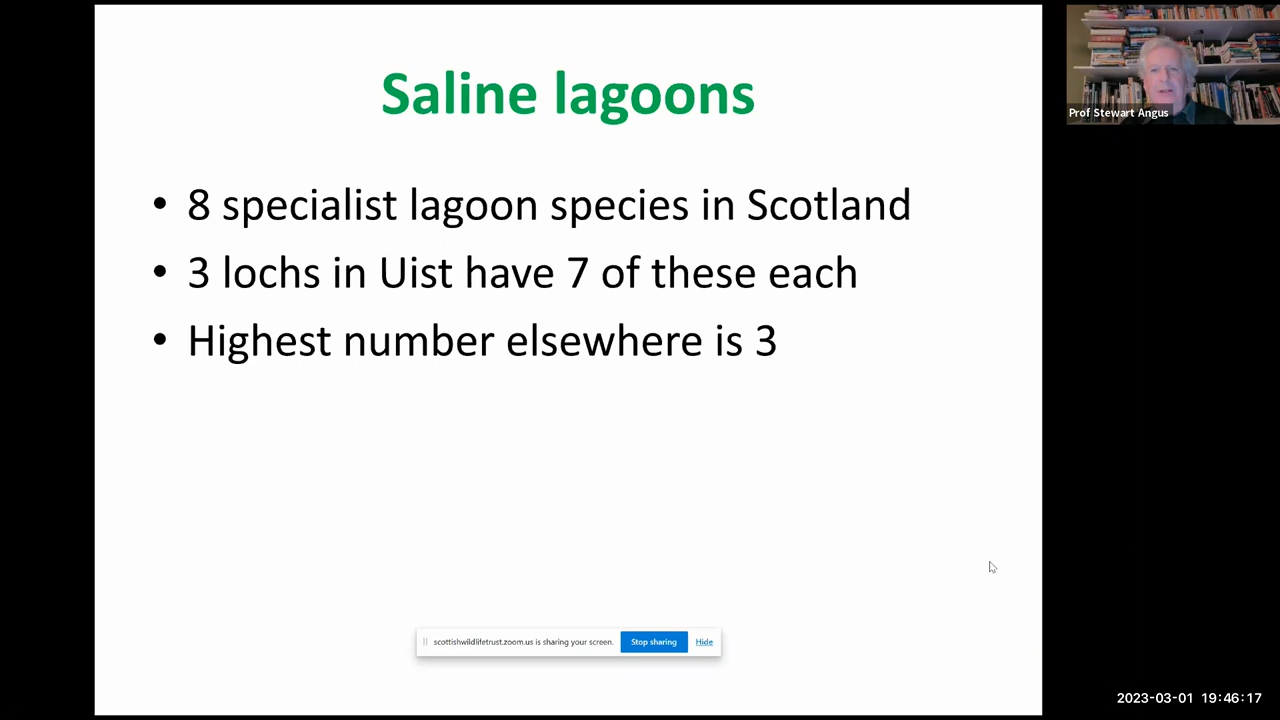 Saline lagoons
• 8 specialist lagoon species in Scotland
• 3 lochs in Uist have 7 of these each
• Highest number elsewhere is 3
Prof Stewart Angus
scottishwildlifetrust.zoom.us is sharing your screen. Stop sharing Hide
2023-03-01 19:46:17